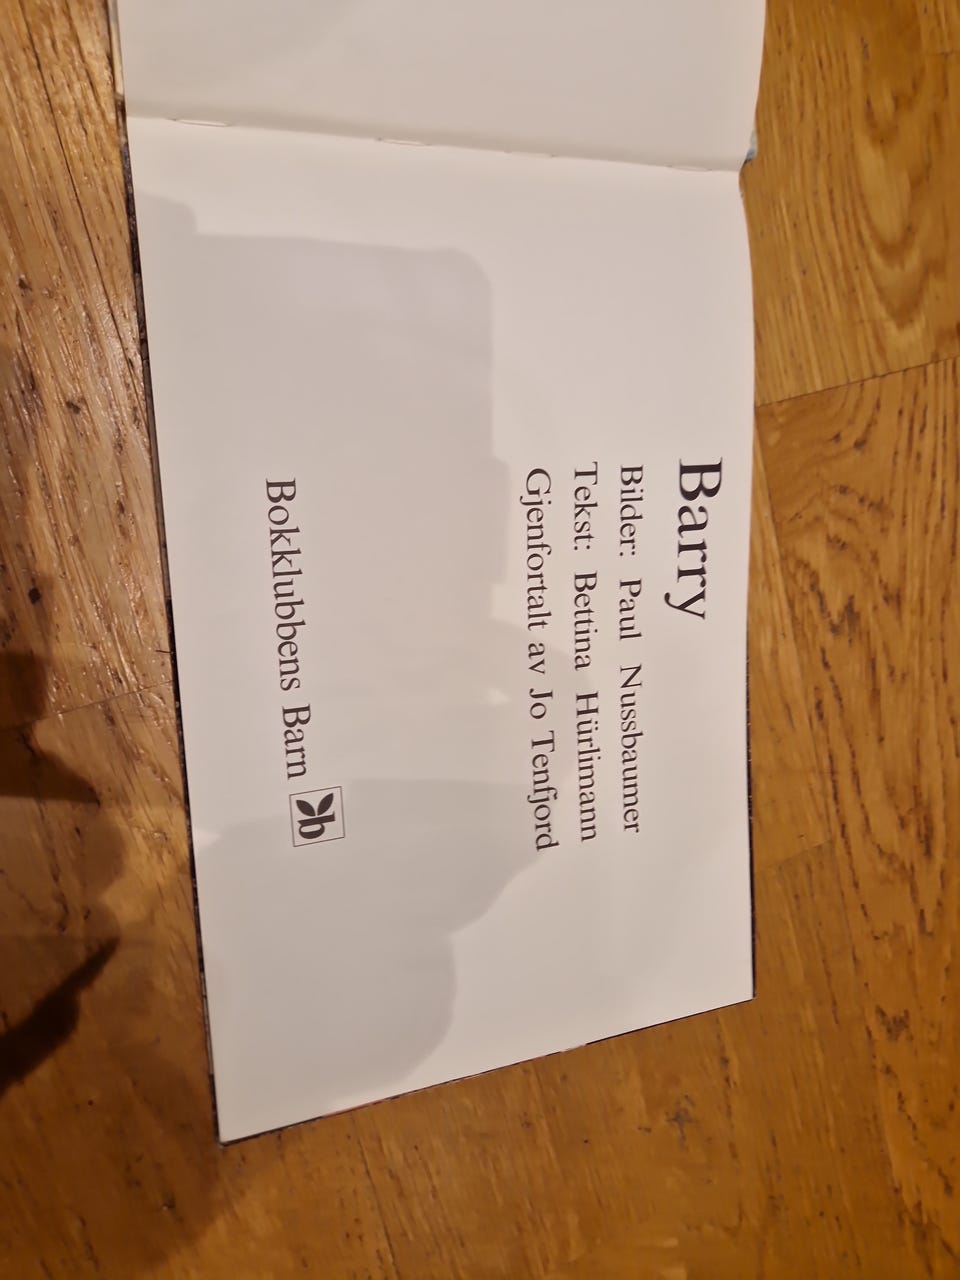 Barry
Bilder: Paul Nussbaumer
Tekst: Bettina Hürlimann
Gjenfortalt av Jo Tenfjord
Bokklubbens Barn b